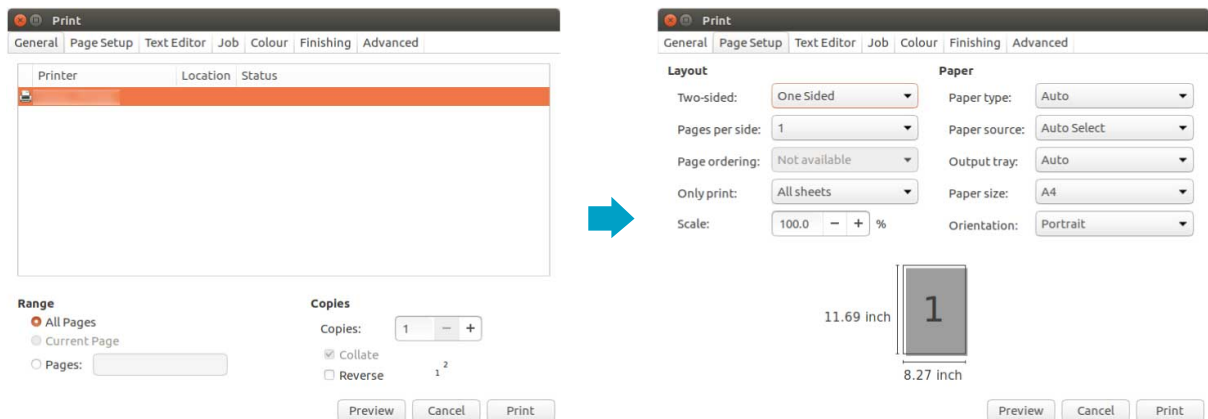 Print
General Page Setup Text Editor Job Colour Finishing Advanced
Printer Location Status
Range
All Pages
Current Page
Pages:
Copies
Copies: 1 − +
Collate
Reverse
1 2
Preview Cancel Print
Print
General Page Setup Text Editor Job Colour Finishing Advanced
Layout
Two-sided: One Sided
Pages per side: 1
Page ordering: Not available
Only print: All sheets
Scale: 100.0 − + %
Paper
Paper type: Auto
Paper source: Auto Select
Output tray: Auto
Paper size: A4
Orientation: Portrait
11.69 inch
1
8.27 inch
Preview Cancel Print